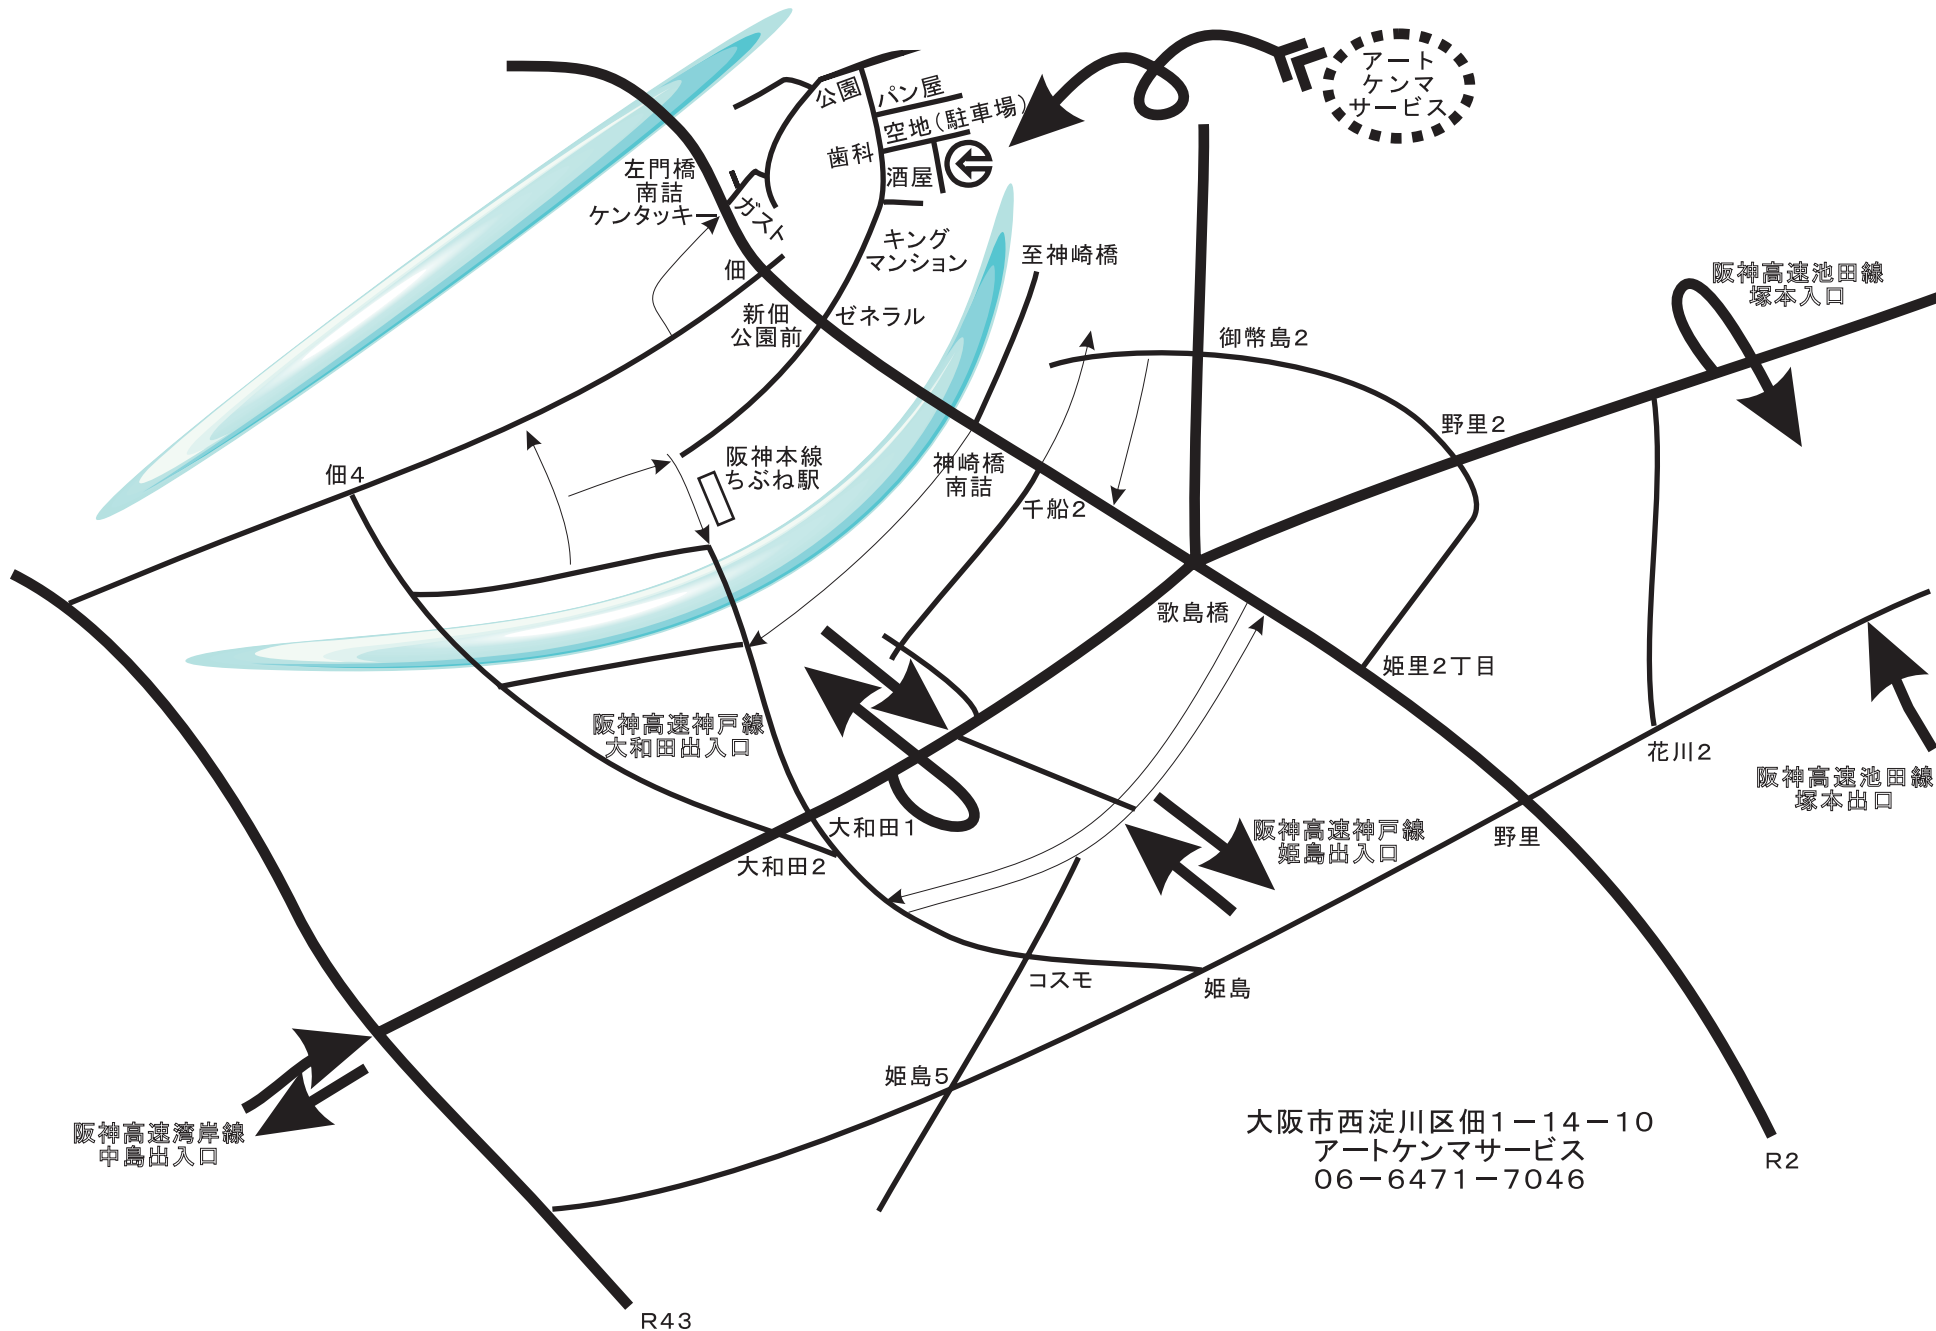 アート
ケンマ
サービス
公園
パン屋
空地(駐車場)
歯科
酒屋
左門橋
南詰
ケンタッキー
ガスト
キング
マンション
至神崎橋
佃
新佃
公園前
ゼネラル
阪神高速池田線
塚本入口
御幣島2
野里2
佃4
阪神本線
ちぶね駅
神崎橋
南詰
千船2
歌島橋
姫里2丁目
阪神高速神戸線
大和田出入口
花川2
阪神高速池田線
塚本出口
大和田1
大和田2
阪神高速神戸線
姫島出入口
野里
コスモ
姫島
姫島5
阪神高速湾岸線
中島出入口
大阪市西淀川区佃1−14−10
アートケンマサービス
06−6471−7046
R2
R43